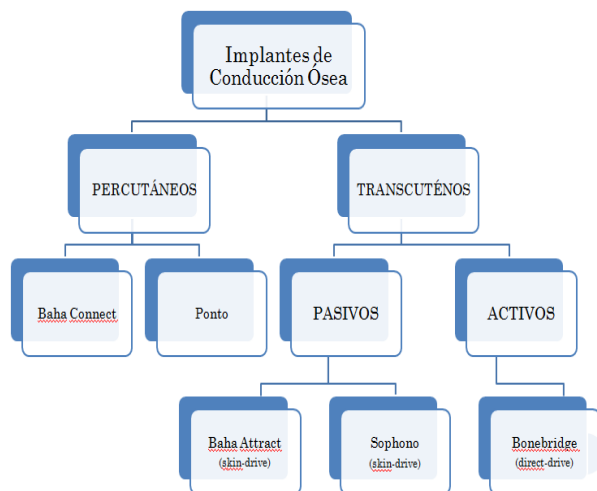 Implantes de
Conducción Ósea
PERCUTÁNEOS
TRANSCUTÉNOS
Baha Connect
Ponto
PASIVOS
ACTIVOS
Baha Attract
(skin-drive)
Sophono
(skin-drive)
Bonebridge
(direct-drive)